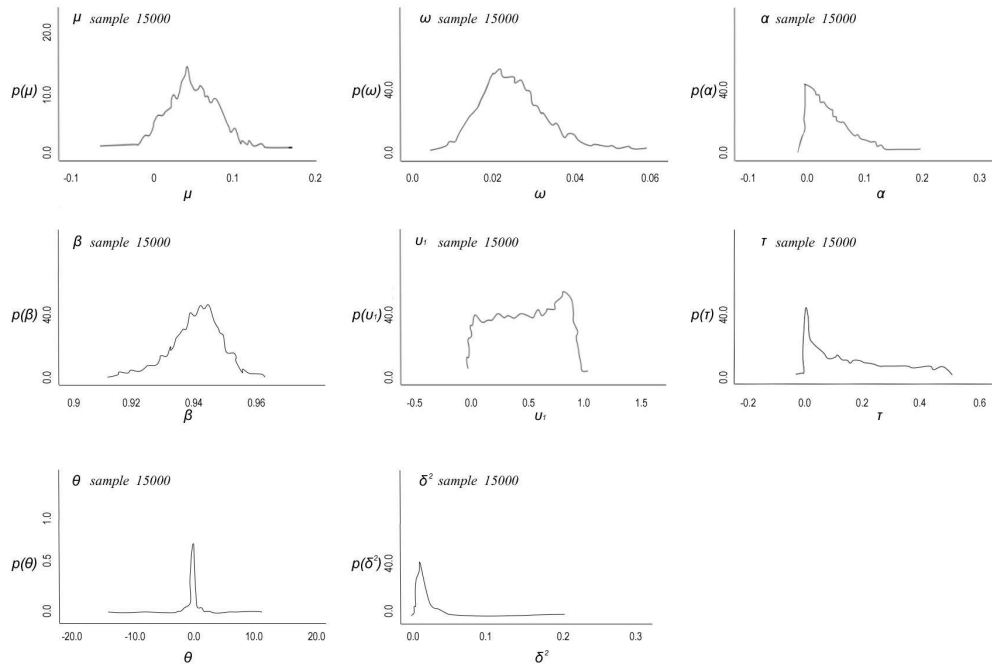 μ sample 15000
20.0
p(μ)
10.0
0.0
-0.1 0 0.1 0.2
μ
ω sample 15000
p(ω)
40.0
0.0
0.0 0.02 0.04 0.06
ω
α sample 15000
p(α)
40.0
0.0
-0.1 0.0 0.1 0.2 0.3
α
β sample 15000
p(β)
40.0
0.0
0.9 0.92 0.94 0.96
β
υ₁ sample 15000
p(υ₁)
40.0
0.0
-0.5 0.0 0.5 1.0 1.5
υ₁
τ sample 15000
p(τ)
40.0
0.0
-0.2 0.0 0.2 0.4 0.6
τ
θ sample 15000
1.0
p(θ)
0.5
0.0
-20.0 -10.0 0.0 10.0 20.0
θ
δ² sample 15000
p(δ²)
40.0
0.0
0.0 0.1 0.2 0.3
δ²